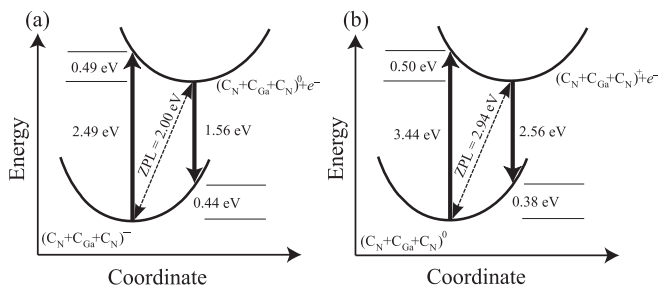 (a)
0.49 eV
(C_N+C_Ga+C_N)^0+e^-
2.49 eV
ZPL = 2.00 eV
1.56 eV
0.44 eV
(C_N+C_Ga+C_N)^-
Energy
Coordinate
(b)
0.50 eV
(C_N+C_Ga+C_N)^++e^-
3.44 eV
ZPL = 2.94 eV
2.56 eV
0.38 eV
(C_N+C_Ga+C_N)^0
Energy
Coordinate